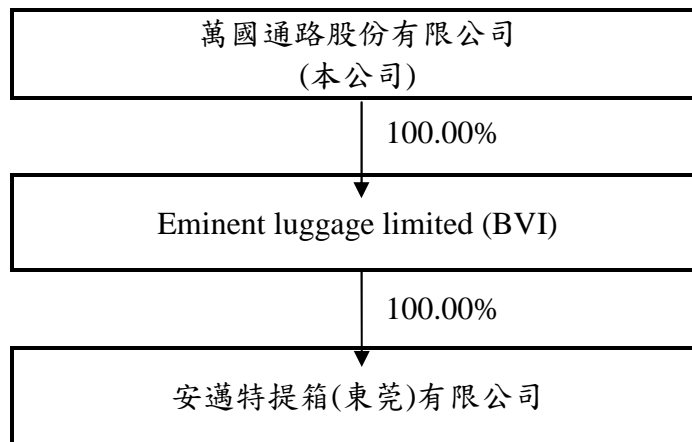 萬國通路股份有限公司
(本公司)
100.00%
Eminent luggage limited (BVI)
100.00%
安邁特提箱(東莞)有限公司